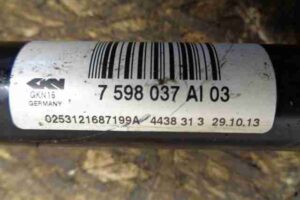 GKN
GKN16
GERMANY
7 598 037 AI 03
0253121687199A 4438 31 3 29.10.13